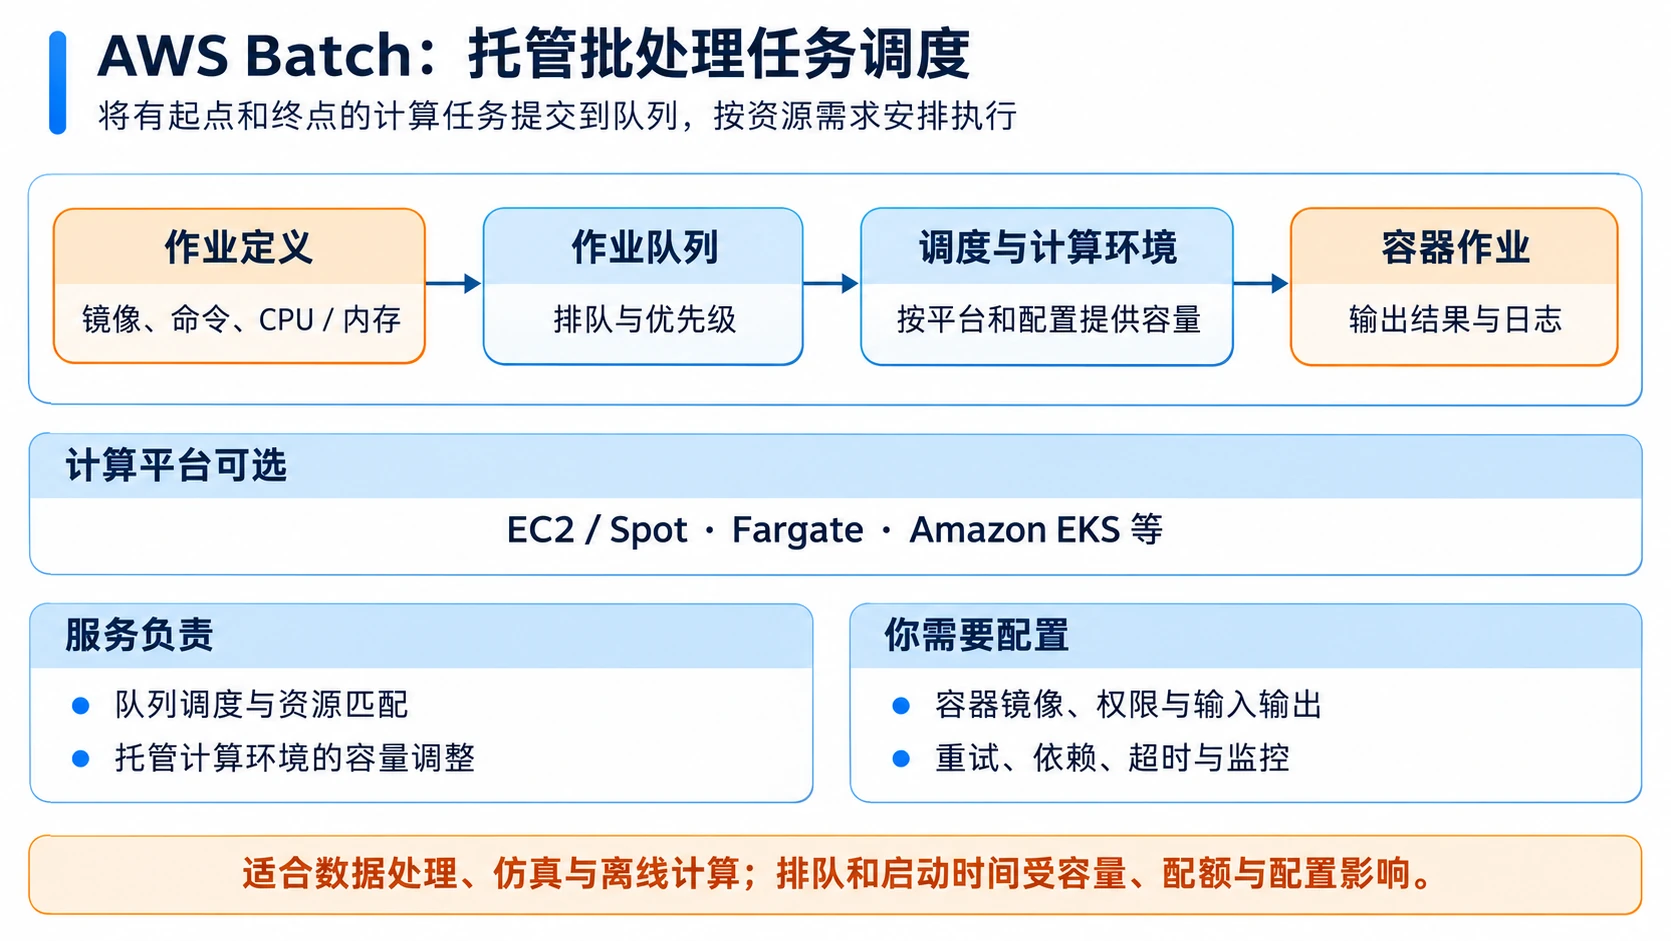 AWS Batch：托管批处理任务调度
将有起点和终点的计算任务提交到队列，按资源需求安排执行
作业定义
镜像、命令、CPU / 内存
作业队列
排队与优先级
调度与计算环境
按平台和配置提供容量
容器作业
输出结果与日志
计算平台可选
EC2 / Spot · Fargate · Amazon EKS 等
服务负责
● 队列调度与资源匹配
● 托管计算环境的容量调整
你需要配置
● 容器镜像、权限与输入输出
● 重试、依赖、超时与监控
适合数据处理、仿真与离线计算；排队和启动时间受容量、配额与配置影响。